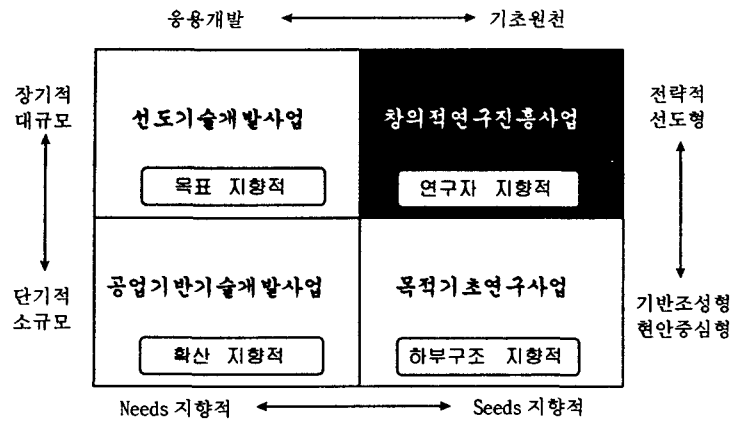 응용개발 기초원천
장기적
대규모
선도기술개발사업
목표 지향적
창의적연구진흥사업
연구자 지향적
전략적
선도형
단기적
소규모
공업기반기술개발사업
확산 지향적
목적기초연구사업
하부구조 지향적
기반조성형
현안중심형
Needs 지향적 Seeds 지향적